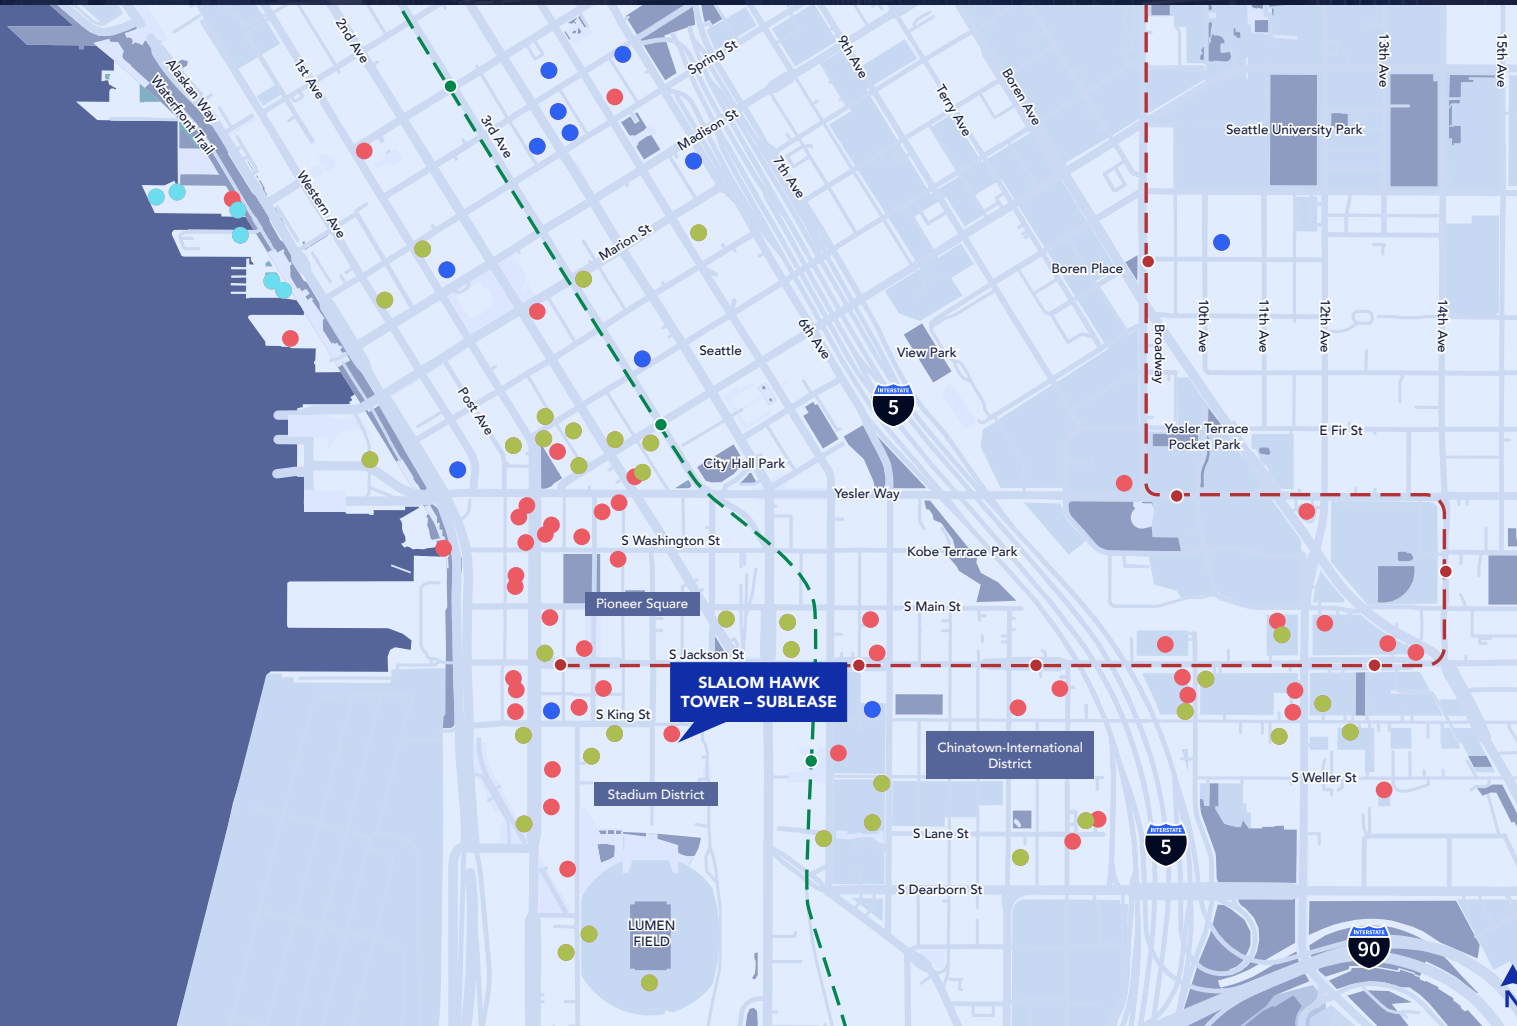 2nd Ave
1st Ave
Alaskan Way
Waterfront Trail
Western Ave
3rd Ave
Spring St
Madison St
9th Ave
Terry Ave
Boren Ave
7th Ave
13th Ave
15th Ave
Seattle University Park
Marion St
Boren Place
6th Ave
Seattle
View Park
Broadway
10th Ave
11th Ave
12th Ave
14th Ave
INTERSTATE
5
Post Ave
City Hall Park
Yesler Terrace
Pocket Park
E Fir St
Yesler Way
S Washington St
Kobe Terrace Park
Pioneer Square
S Main St
S Jackson St
SLALOM HAWK
TOWER – SUBLEASE
S King St
Chinatown-International
District
S Weller St
Stadium District
S Lane St
INTERSTATE
5
S Dearborn St
LUMEN
FIELD
INTERSTATE
90
N